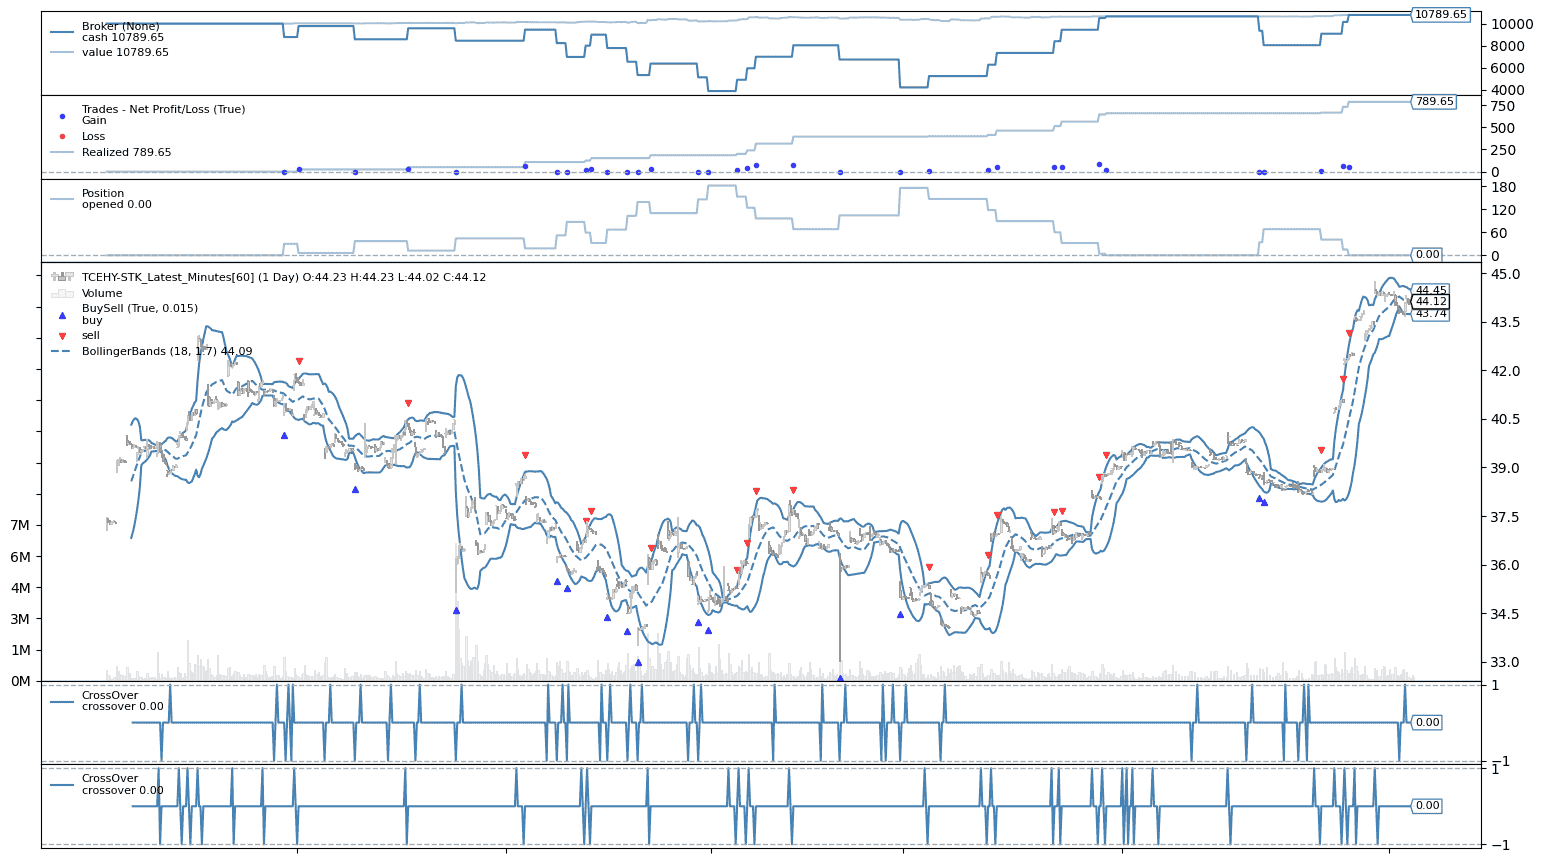 Broker (None)
cash 10789.65
value 10789.65
10789.65
10000
8000
6000
4000
Trades - Net Profit/Loss (True)
Gain
Loss
Realized 789.65
789.65
750
500
250
0
Position
opened 0.00
180
120
60
0
0.00
TCEHY-STK_Latest_Minutes[60] (1 Day) O:44.23 H:44.23 L:44.02 C:44.12
Volume
BuySell (True, 0.015)
buy
sell
BollingerBands (18, 1.7) 44.09
45.0
44.45
44.12
43.74
43.5
42.0
40.5
39.0
37.5
36.0
34.5
33.0
7M
6M
4M
3M
1M
0M
CrossOver
crossover 0.00
1
0.00
−1
CrossOver
crossover 0.00
1
0.00
−1